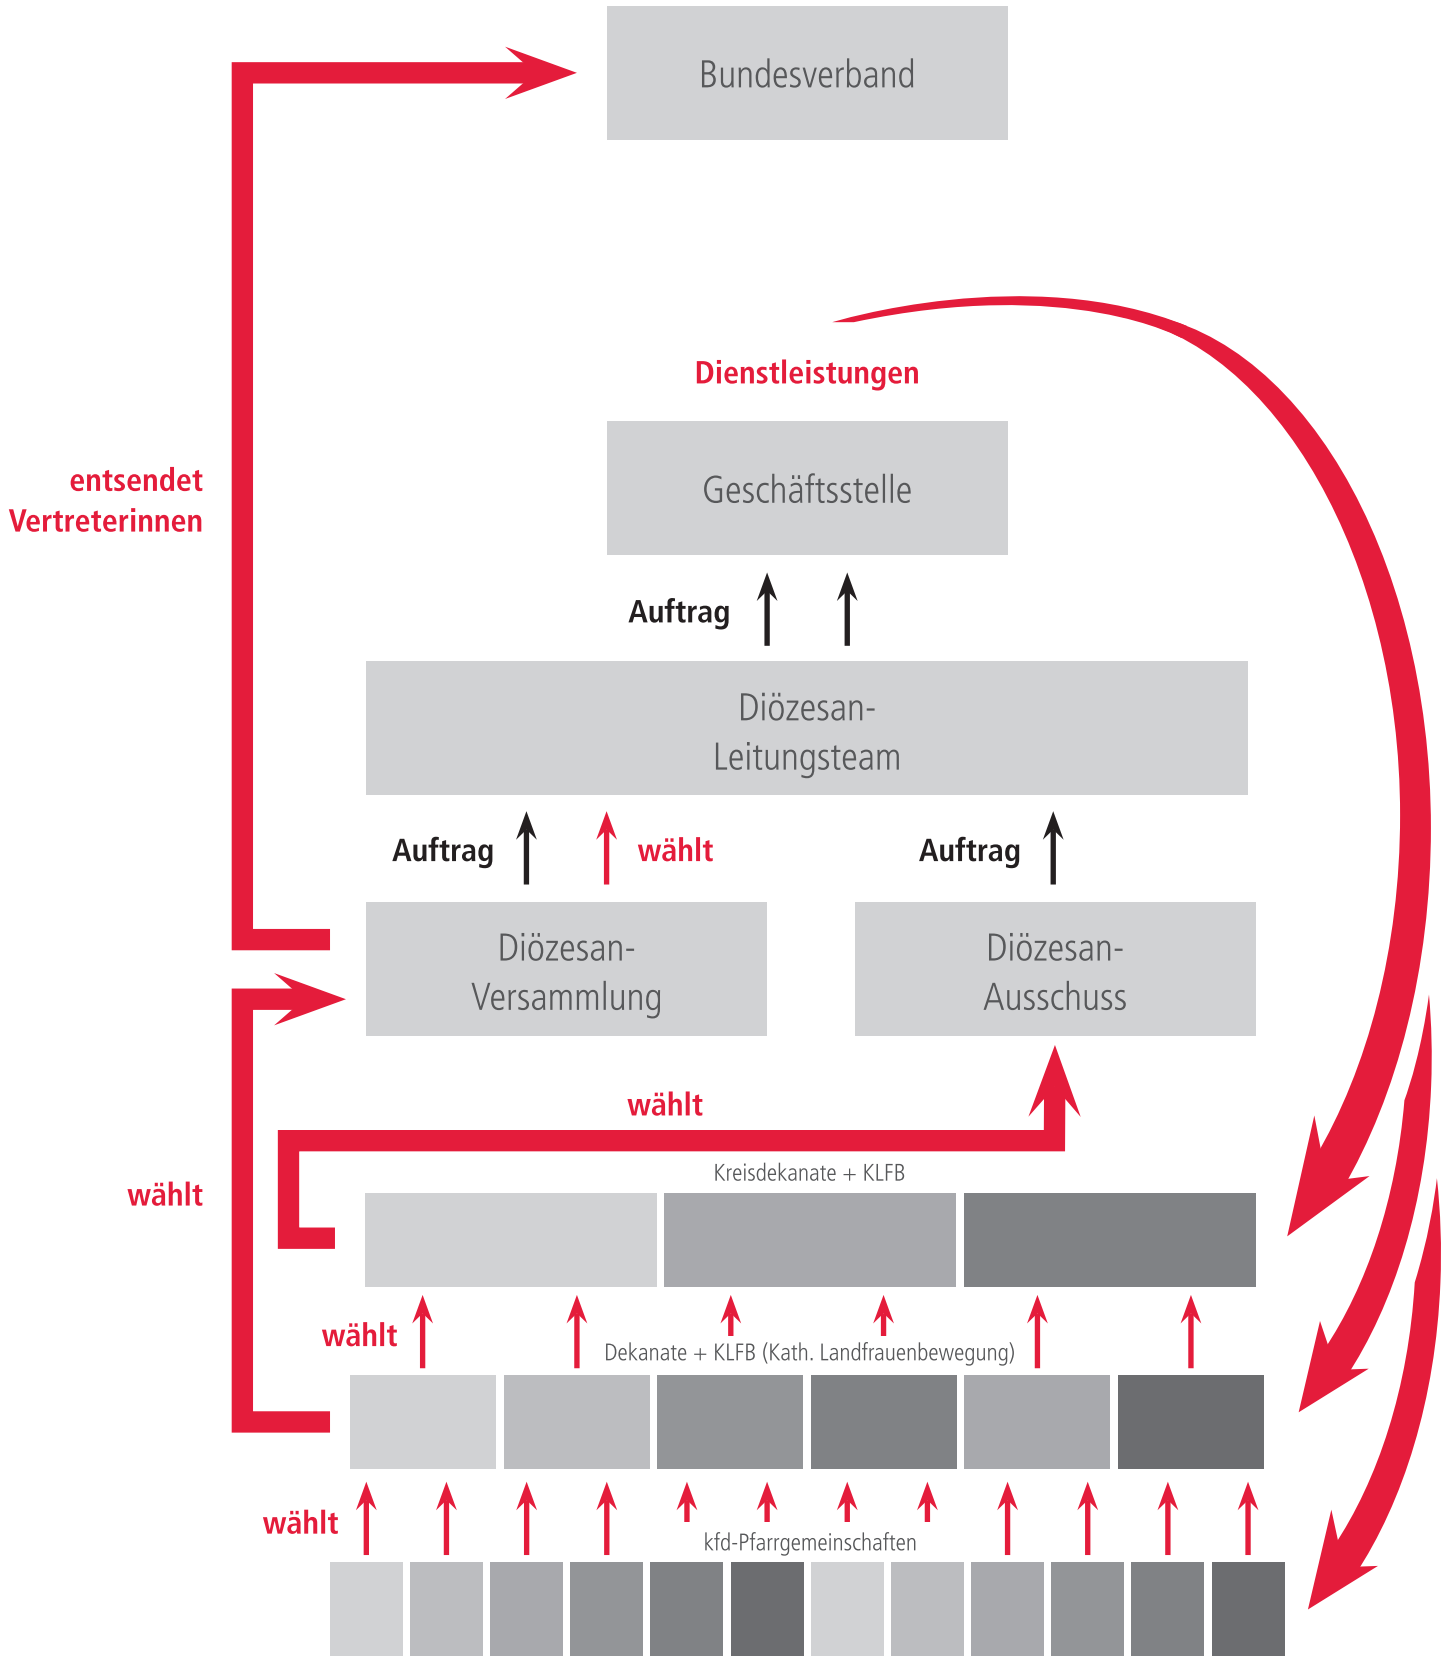 Bundesverband
Dienstleistungen
entsendet
Vertreterinnen
Geschäftsstelle
Auftrag
Diözesan-
Leitungsteam
Auftrag
wählt
Auftrag
Diözesan-
Versammlung
Diözesan-
Ausschuss
wählt
Kreisdekanate + KLFB
wählt
wählt
Dekanate + KLFB (Kath. Landfrauenbewegung)
wählt
kfd-Pfarrgemeinschaften